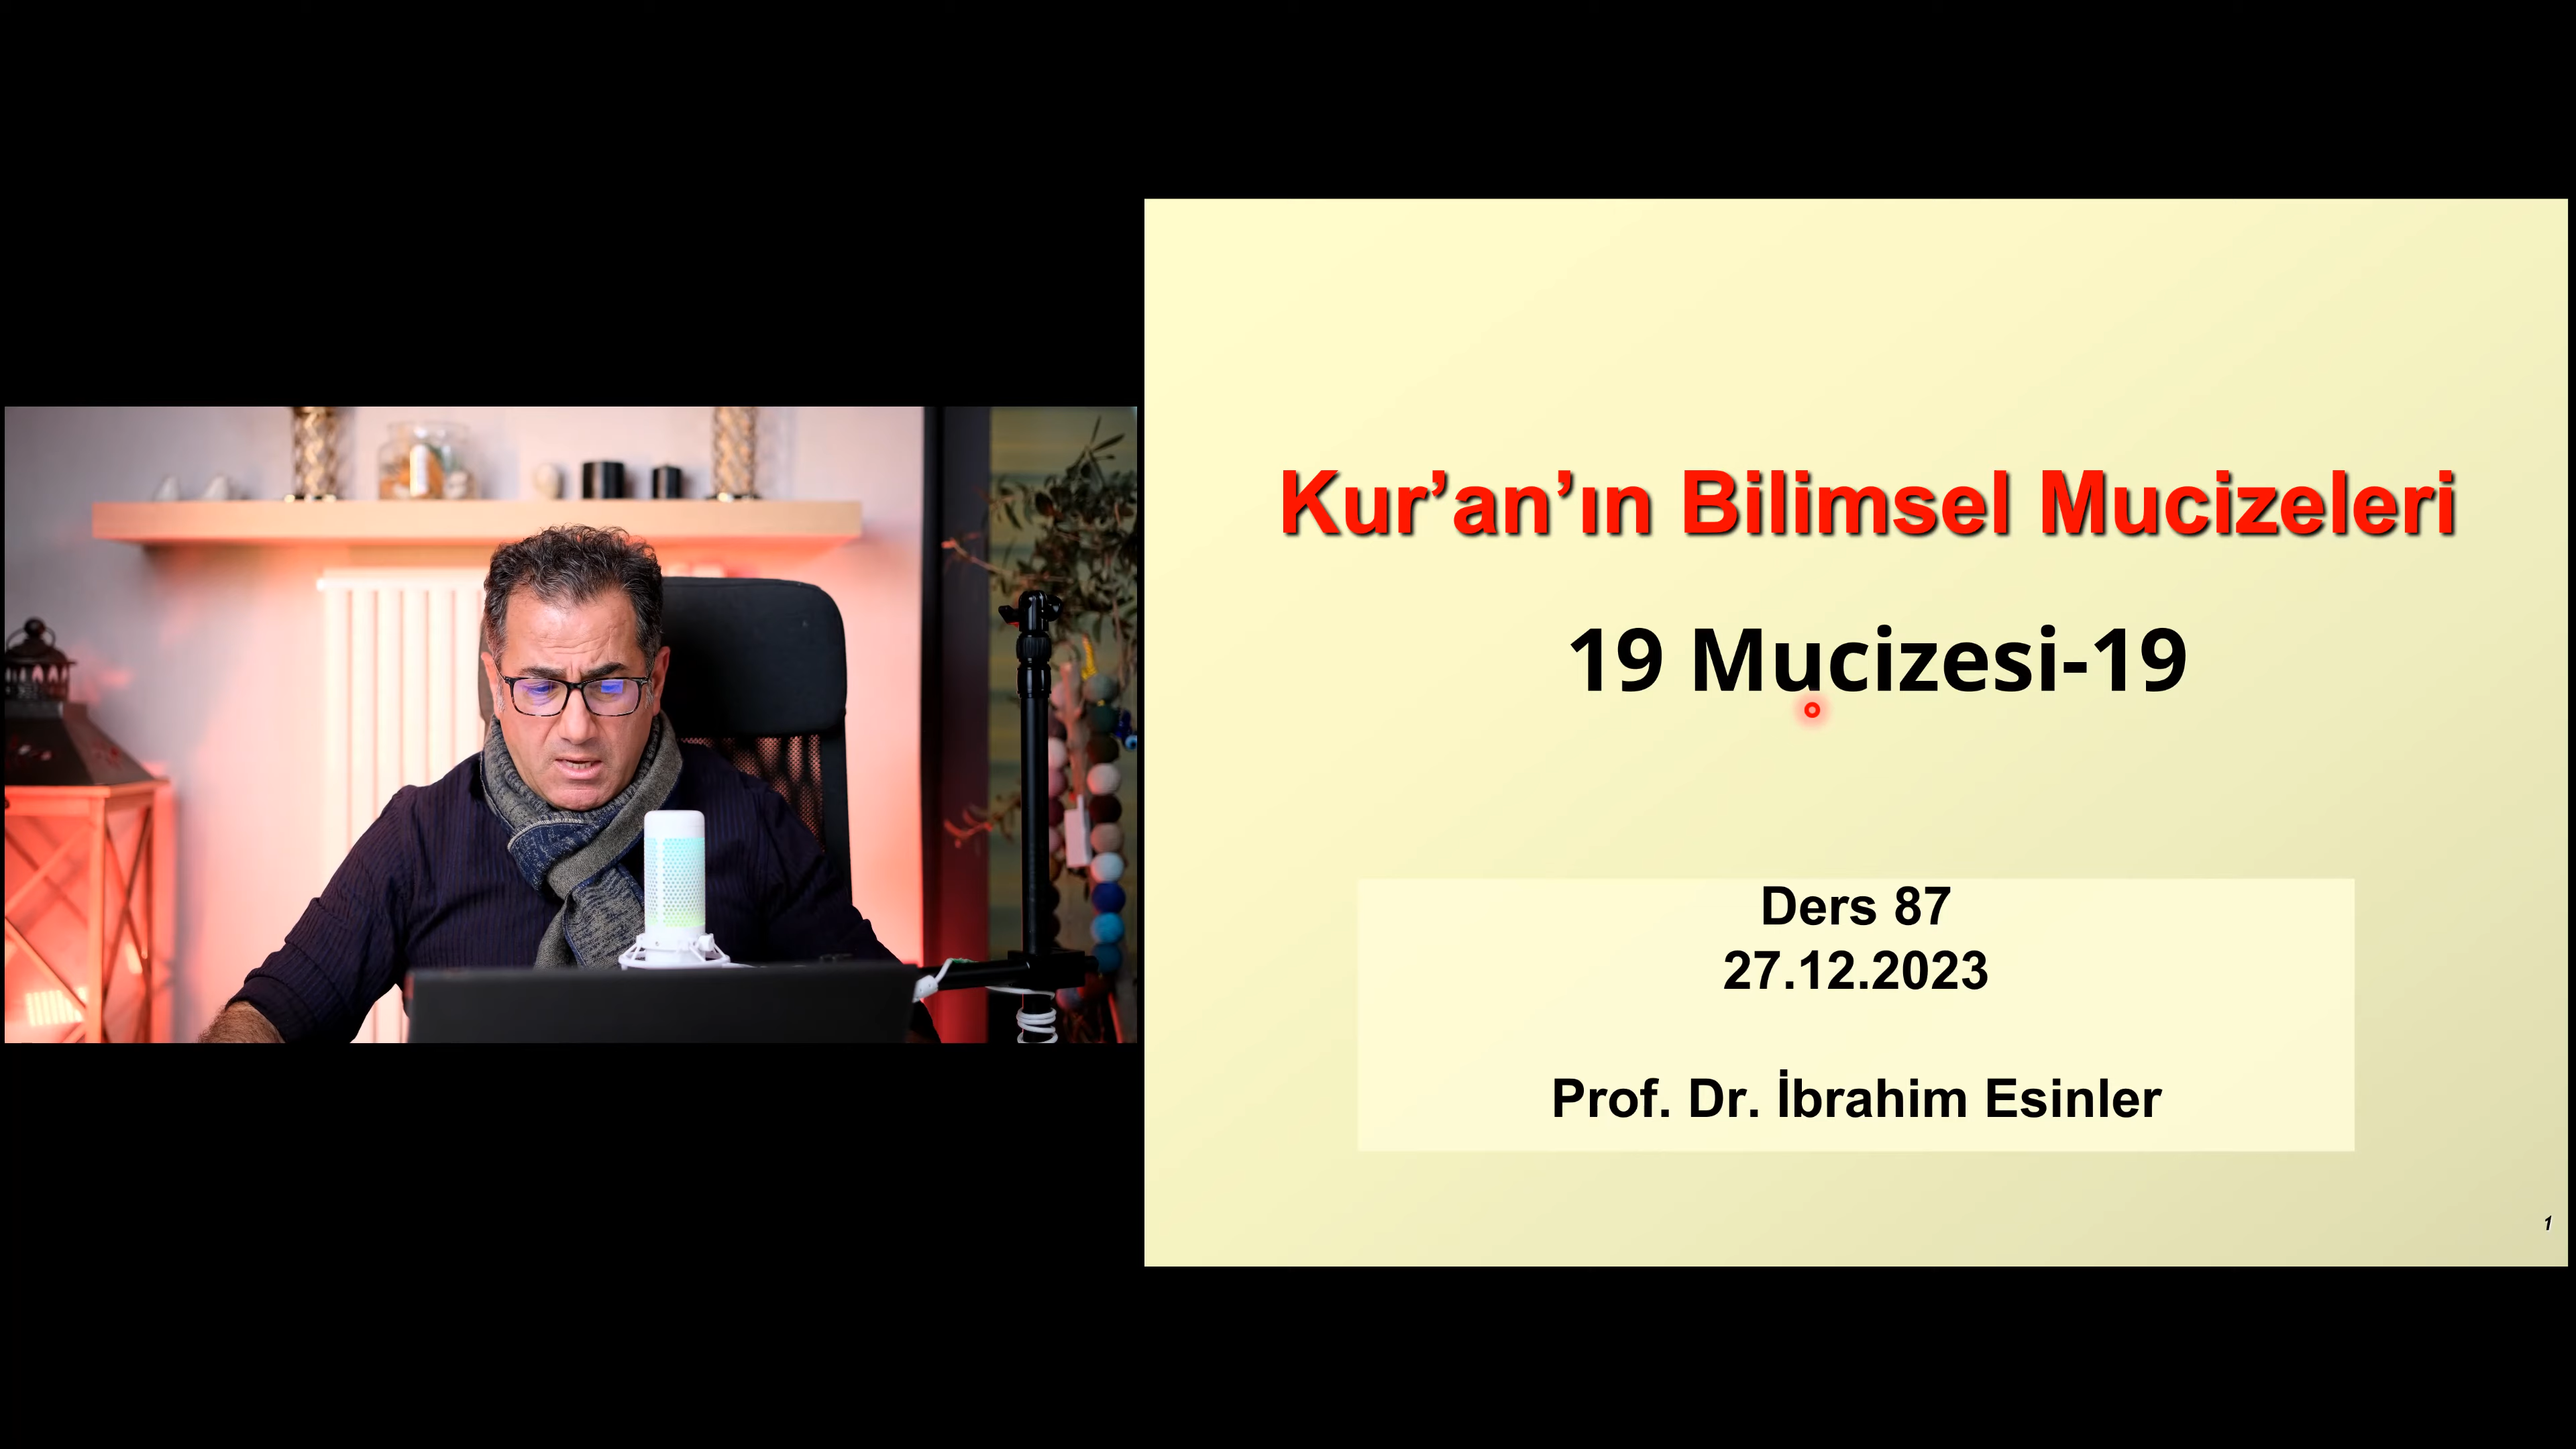 Kur’an’ın Bilimsel Mucizeleri
19 Mucizesi-19
Ders 87
27.12.2023
Prof. Dr. İbrahim Esinler
1